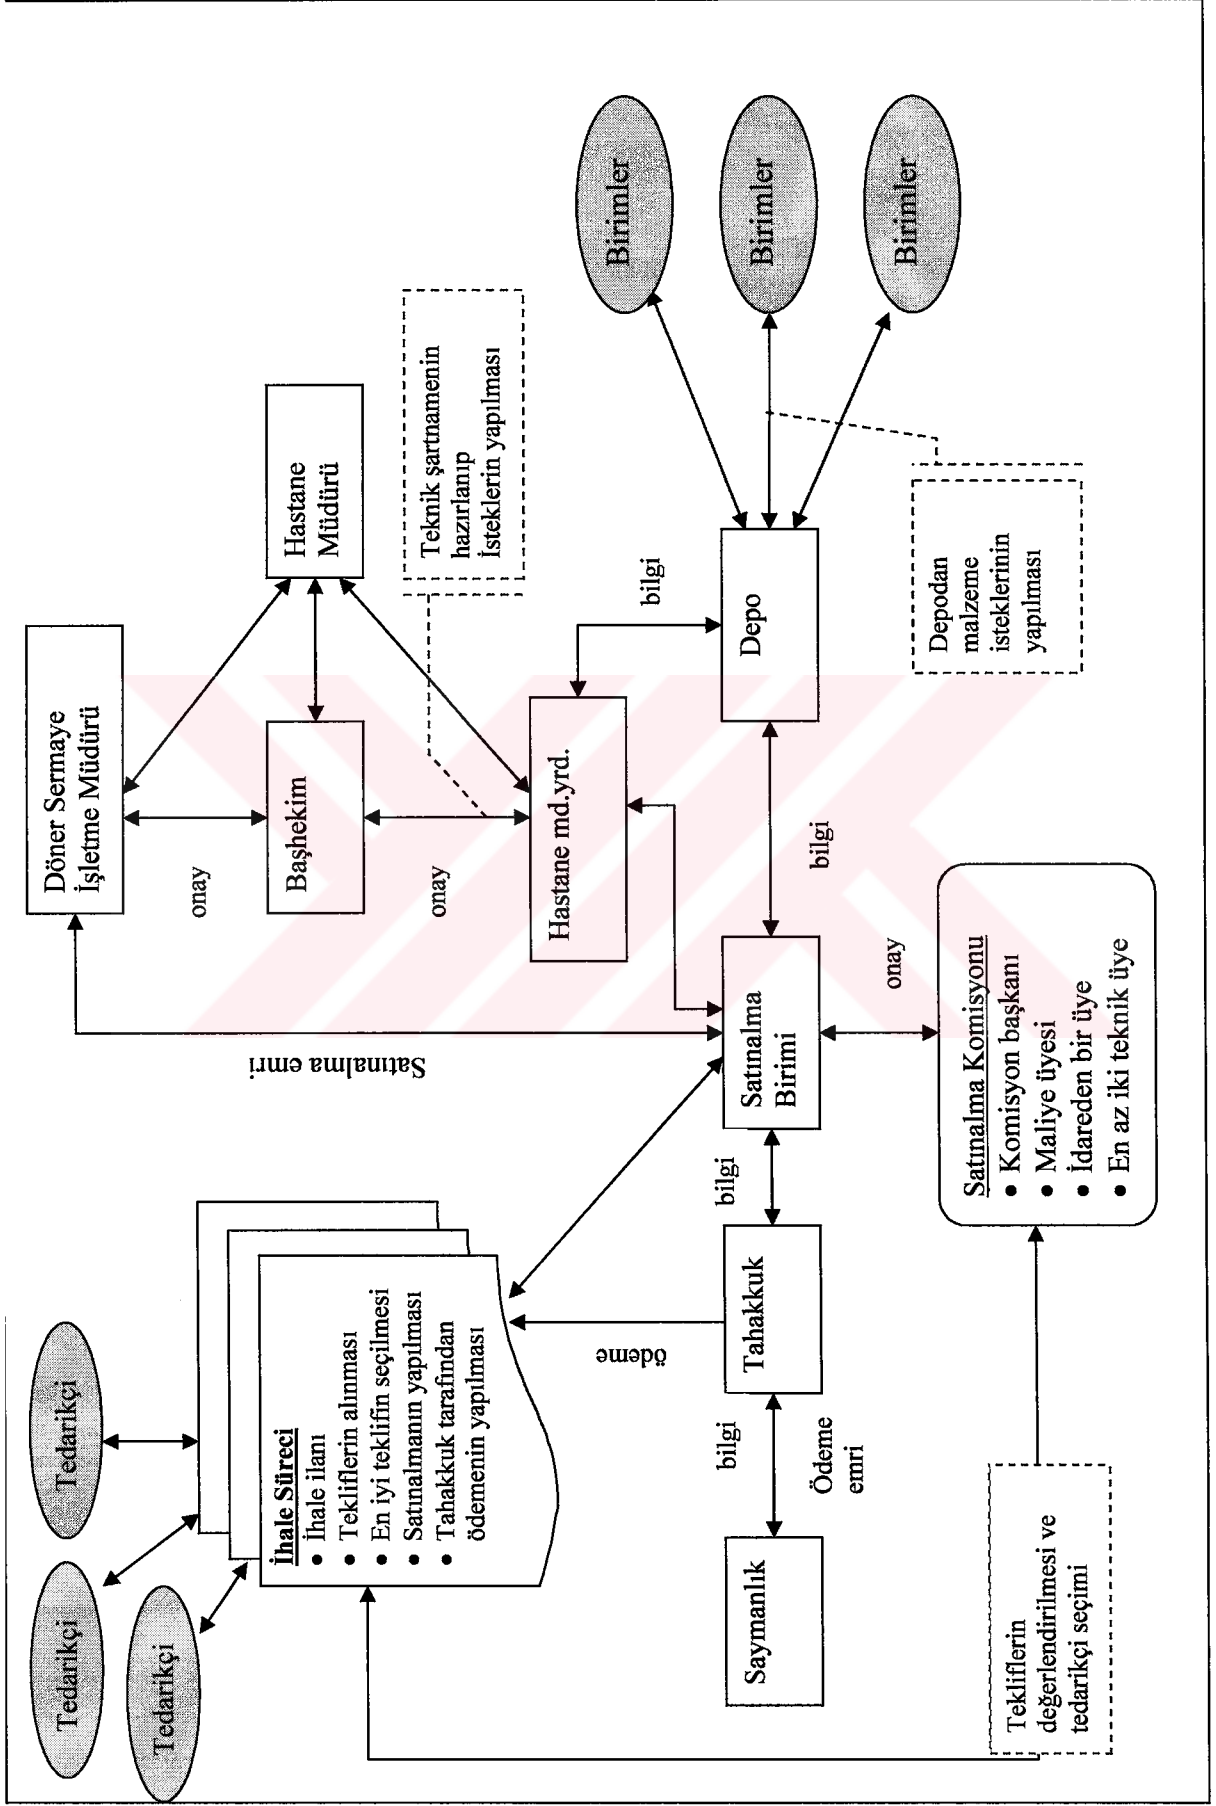 Tedarikçi
Tedarikçi
Tedarikçi
İhale Süreci
• İhale ilanı
• Tekliflerin alınması
• En iyi teklifin seçilmesi
• Satınalmanın yapılması
• Tahakkuk tarafından
ödemenin yapılması
Satınalma emri
Döner Sermaye
İşletme Müdürü
onay
Başhekim
onay
Hastane
Müdürü
Teknik şartnamenin
hazırlanıp
İsteklerin yapılması
Hastane md.yrd.
bilgi
ödeme
Saymanlık
bilgi
Ödeme
emri
Tahakkuk
bilgi
Satınalma
Birimi
bilgi
Depo
Birimler
Birimler
Birimler
onay
Depodan
malzeme
isteklerinin
yapılması
Satınalma Komisyonu
• Komisyon başkanı
• Maliye üyesi
• İdareden bir üye
• En az iki teknik üye
Tekliflerin
değerlendirilmesi ve
tedarikçi seçimi